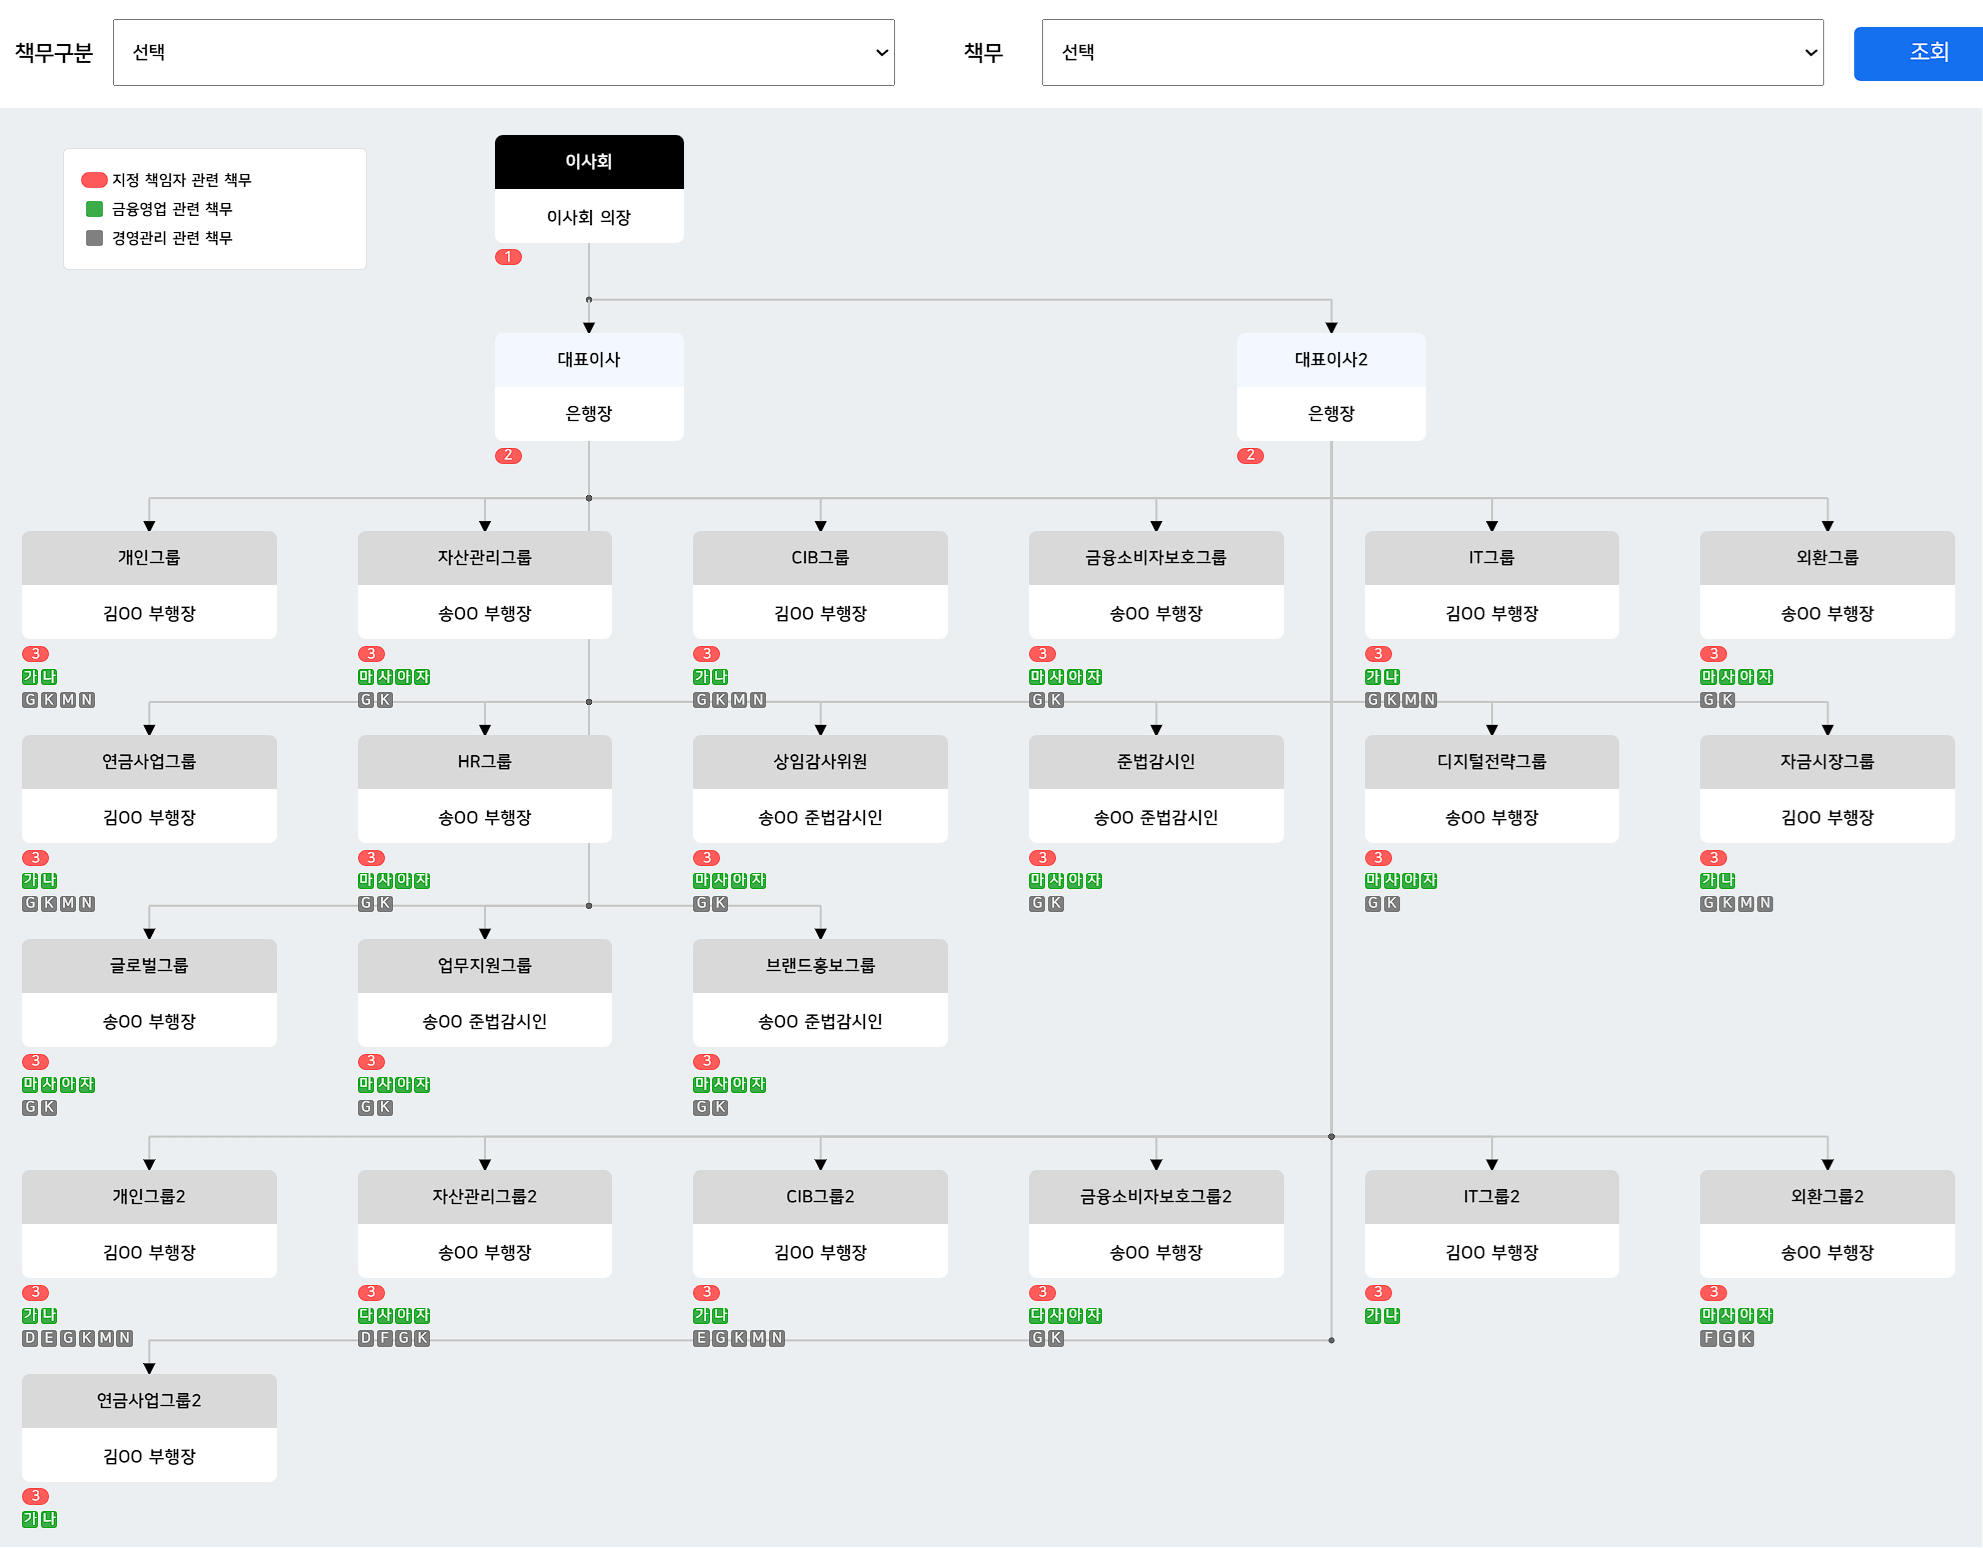 책무구분 선택 책무 선택 조회
지정 책임자 관련 책무
금융영업 관련 책무
경영관리 관련 책무
이사회
이사회 의장
1
대표이사 대표이사2
은행장 은행장
2 2
개인그룹 자산관리그룹 CIB그룹 금융소비자보호그룹 IT그룹 외환그룹
김OO 부행장 송OO 부행장 김OO 부행장 송OO 부행장 김OO 부행장 송OO 부행장
3 3 3 3 3 3
가 나 마 사 아 자 가 나 마 사 아 자 가 나 마 사 아 자
G K M N G K G K M N G K G K M N G K
연금사업그룹 HR그룹 상임감사위원 준법감시인 디지털전략그룹 자금시장그룹
김OO 부행장 송OO 부행장 송OO 준법감시인 송OO 준법감시인 송OO 부행장 김OO 부행장
3 3 3 3 3 3
가 나 마 사 아 자 마 사 아 자 마 사 아 자 마 사 아 자 가 나
G K M N G K G K G K G K G K M N
글로벌그룹 업무지원그룹 브랜드홍보그룹
송OO 부행장 송OO 준법감시인 송OO 준법감시인
3 3 3
마 사 아 자 마 사 아 자 마 사 아 자
G K G K G K
개인그룹2 자산관리그룹2 CIB그룹2 금융소비자보호그룹2 IT그룹2 외환그룹2
김OO 부행장 송OO 부행장 김OO 부행장 송OO 부행장 김OO 부행장 송OO 부행장
3 3 3 3 3 3
가 나 다 사 아 자 가 나 다 사 아 자 가 나 마 사 아 자
D E G K M N D F G K E G K M N G K F G K
연금사업그룹2
김OO 부행장
3
가 나